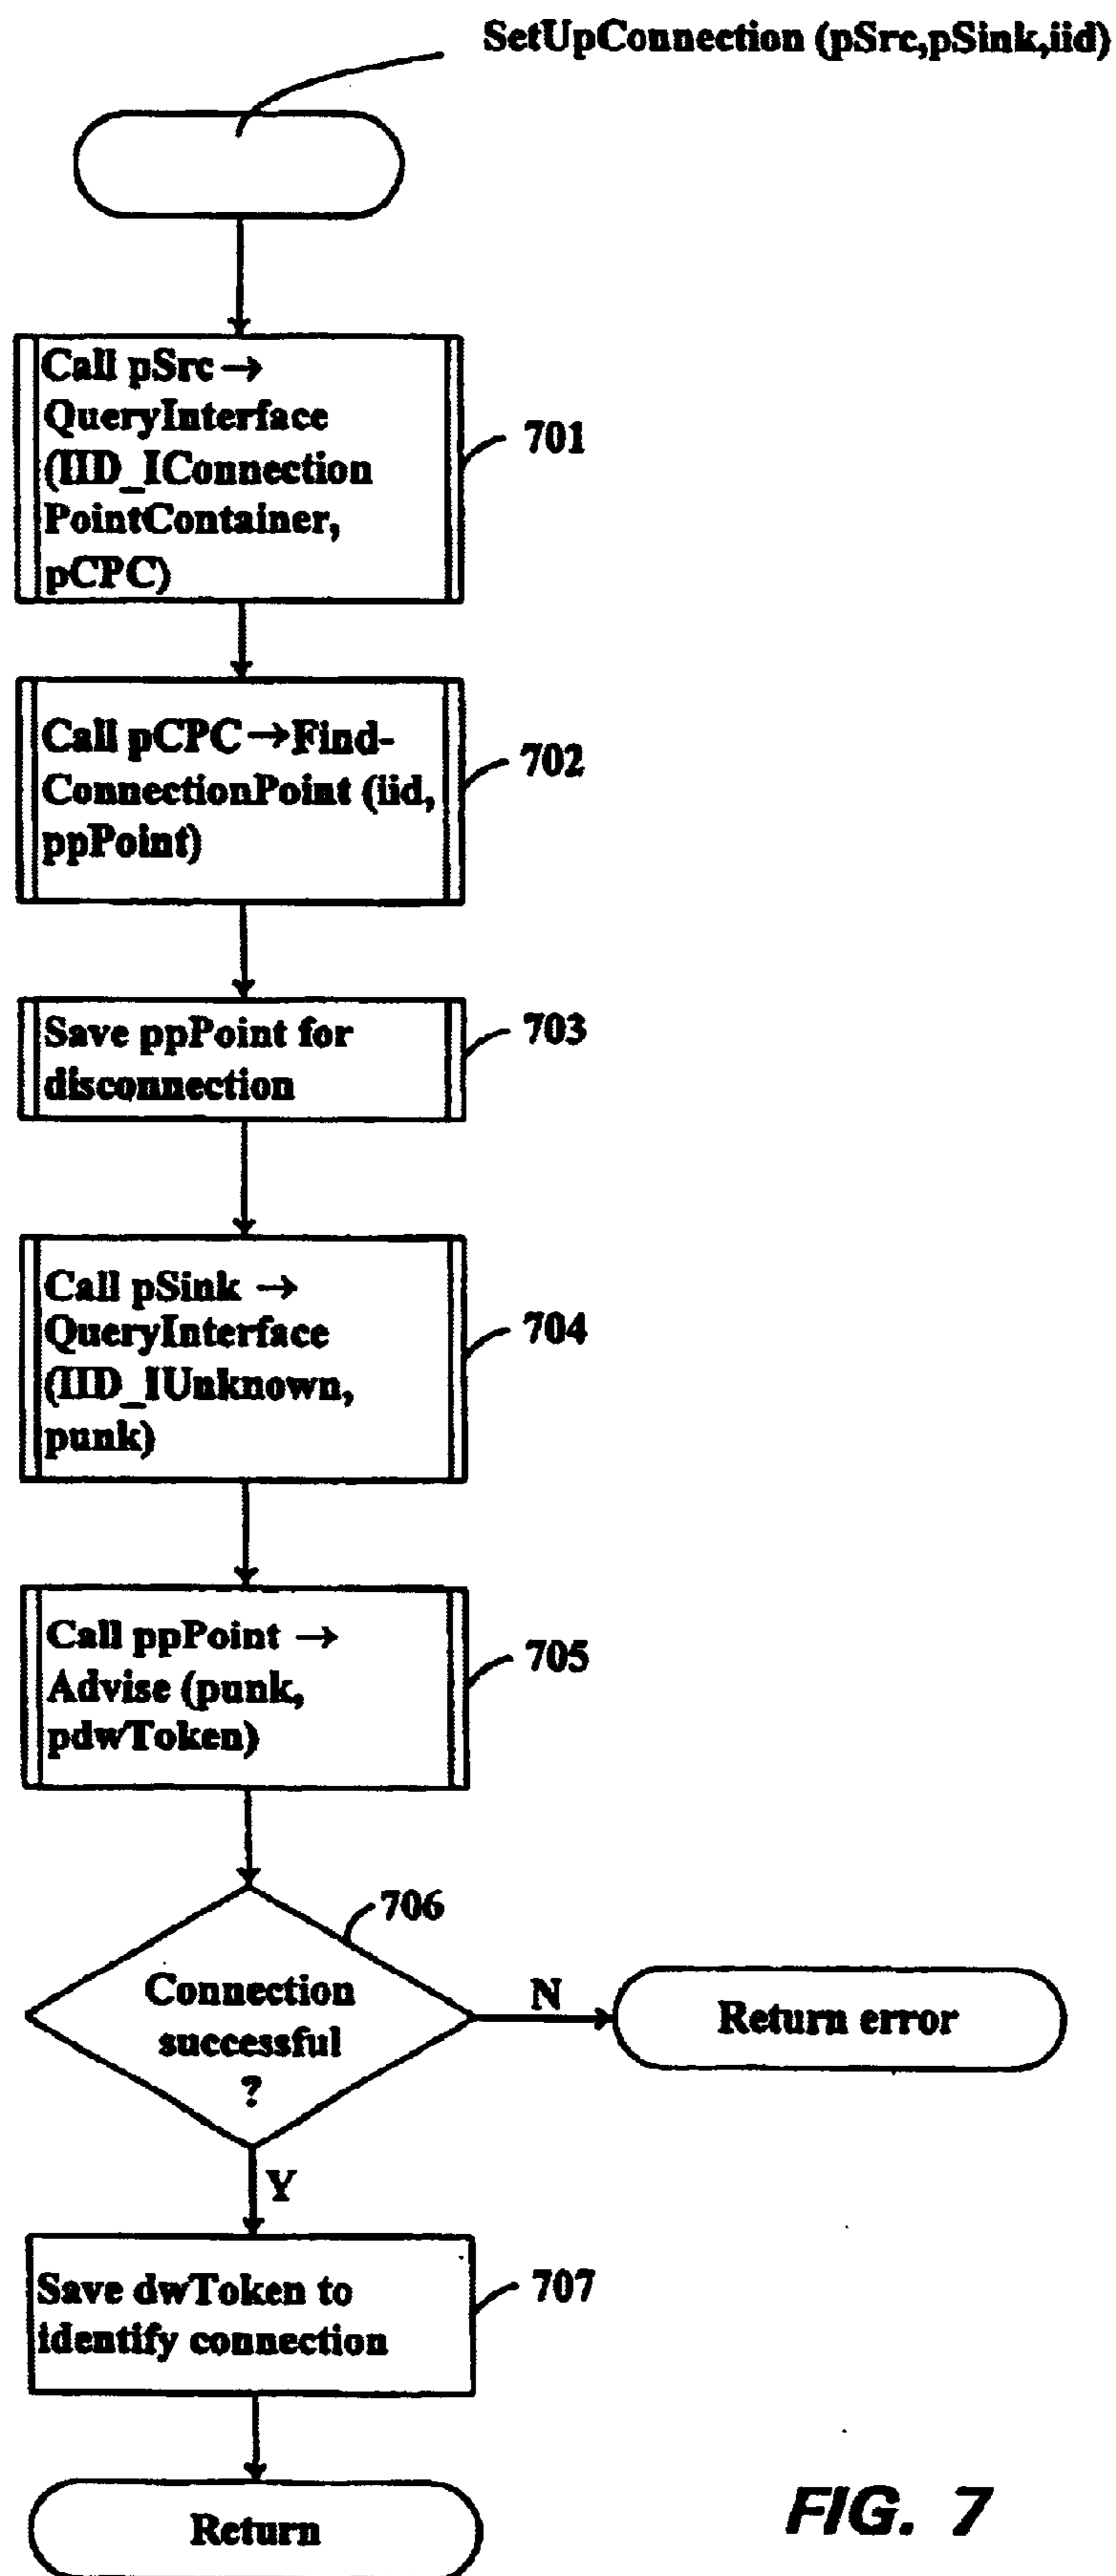 SetUpConnection (pSrc,pSink,iid)
Call pSrc →
QueryInterface
(IID_IConnection
PointContainer,
pCPC)
701
Call pCPC →Find-
ConnectionPoint (iid,
ppPoint)
702
Save ppPoint for
disconnection
703
Call pSink →
QueryInterface
(IID_IUnknown,
punk)
704
Call ppPoint →
Advise (punk,
pdwToken)
705
706
Connection
successful
?
N
Return error
Y
Save dwToken to
identify connection
707
Return
FIG. 7